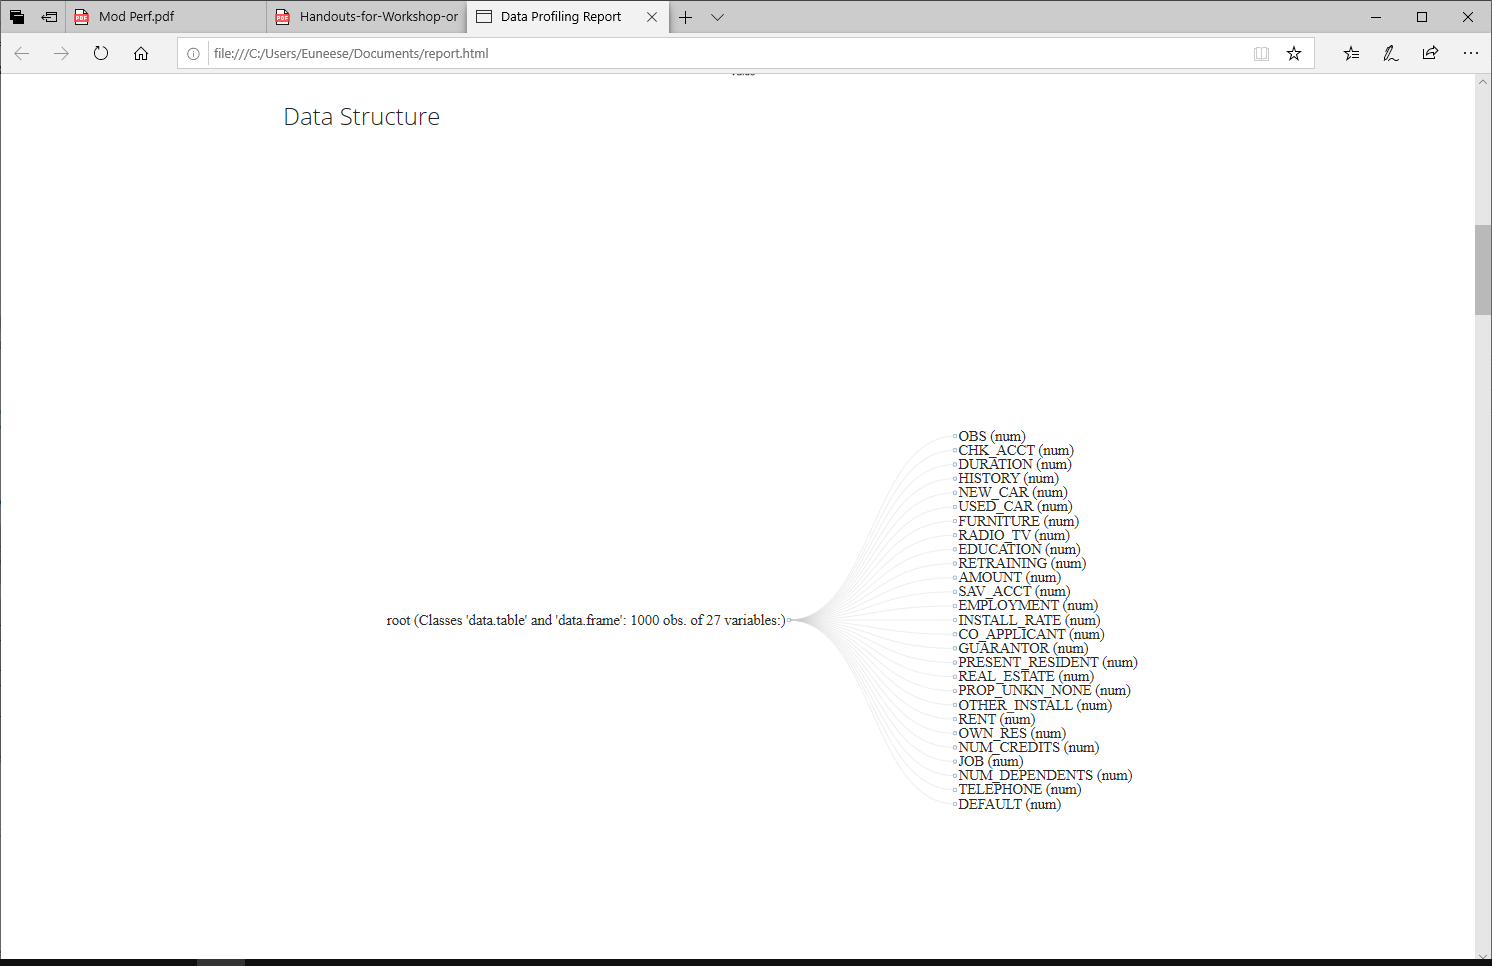 Mod Perf.pdf
Handouts-for-Workshop-or
Data Profiling Report
file:///C:/Users/Euneese/Documents/report.html
Data Structure
root (Classes 'data.table' and 'data.frame': 1000 obs. of 27 variables:)
OBS (num)
CHK_ACCT (num)
DURATION (num)
HISTORY (num)
NEW_CAR (num)
USED_CAR (num)
FURNITURE (num)
RADIO_TV (num)
EDUCATION (num)
RETRAINING (num)
AMOUNT (num)
SAV_ACCT (num)
EMPLOYMENT (num)
INSTALL_RATE (num)
CO_APPLICANT (num)
GUARANTOR (num)
PRESENT_RESIDENT (num)
REAL_ESTATE (num)
PROP_UNKN_NONE (num)
OTHER_INSTALL (num)
RENT (num)
OWN_RES (num)
NUM_CREDITS (num)
JOB (num)
NUM_DEPENDENTS (num)
TELEPHONE (num)
DEFAULT (num)